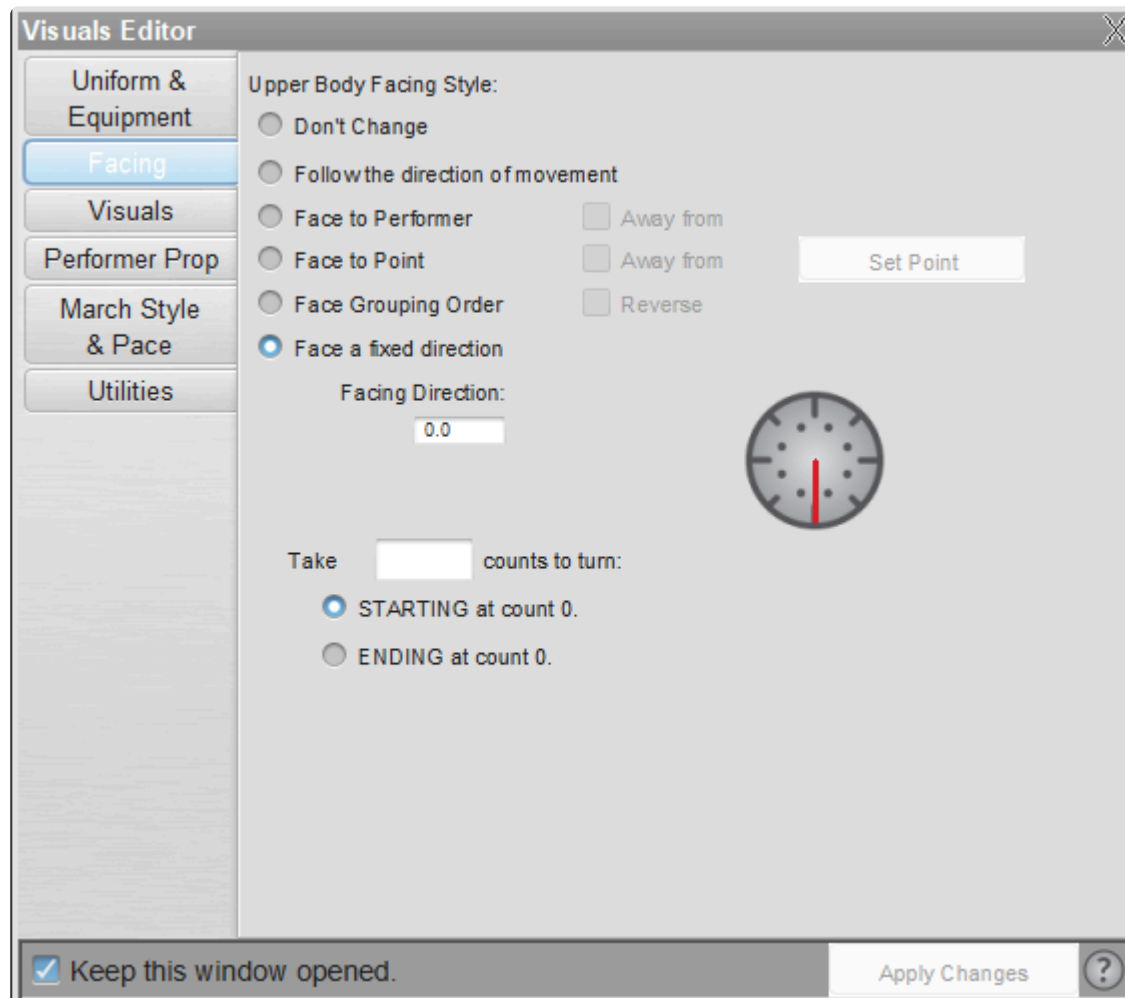 Visuals Editor
X
Uniform &
Equipment
Facing
Visuals
Performer Prop
March Style
& Pace
Utilities
Upper Body Facing Style:
Don't Change
Follow the direction of movement
Face to Performer Away from
Face to Point Away from Set Point
Face Grouping Order Reverse
Face a fixed direction
Facing Direction:
0.0
Take counts to turn:
STARTING at count 0.
ENDING at count 0.
Keep this window opened. Apply Changes ?